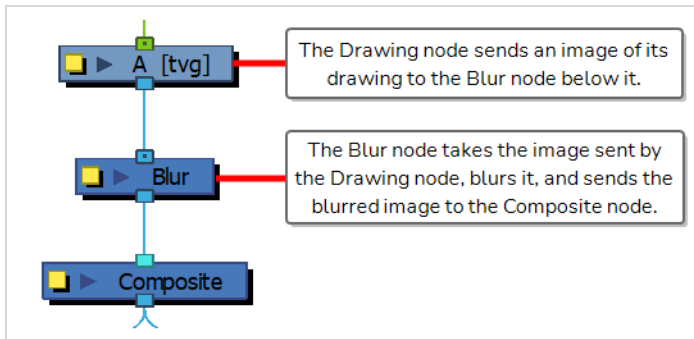 A [tvg]
The Drawing node sends an image of its
drawing to the Blur node below it.
Blur
The Blur node takes the image sent by
the Drawing node, blurs it, and sends the
blurred image to the Composite node.
Composite